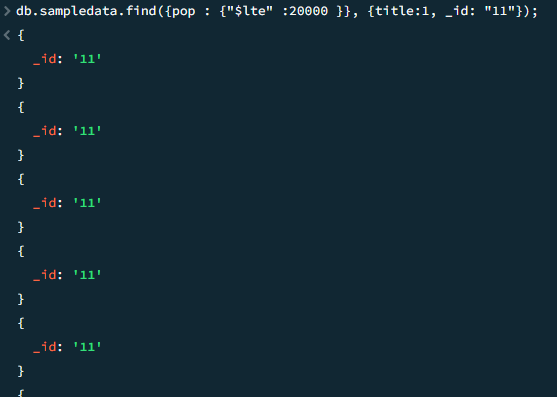 > db.sampledata.find({pop : {"$lte" :20000 }}, {title:1, _id: "11"});
< {
_id: '11'
}
{
_id: '11'
}
{
_id: '11'
}
{
_id: '11'
}
{
_id: '11'
}
{